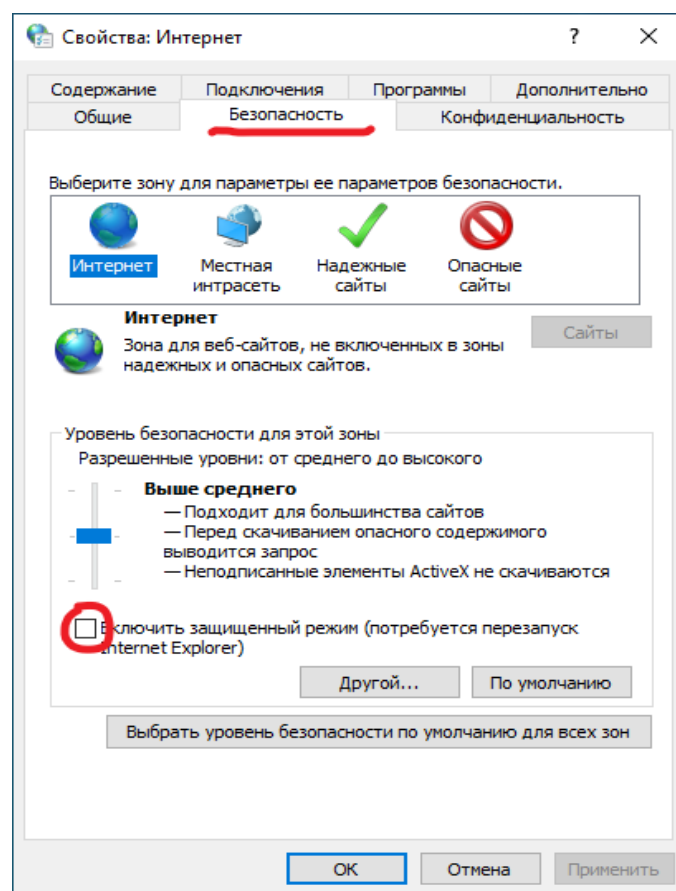 Свойства: Интернет
?
Содержание Подключения Программы Дополнительно
Общие Безопасность Конфиденциальность
Выберите зону для параметры ее параметров безопасности.
Интернет Местная интрасеть Надежные сайты Опасные сайты
Интернет
Сайты
Зона для веб-сайтов, не включенных в зоны
надежных и опасных сайтов.
Уровень безопасности для этой зоны
Разрешенные уровни: от среднего до высокого
Выше среднего
— Подходит для большинства сайтов
— Перед скачиванием опасного содержимого
выводится запрос
— Неподписанные элементы ActiveX не скачиваются
Включить защищенный режим (потребуется перезапуск
Internet Explorer)
Другой... По умолчанию
Выбрать уровень безопасности по умолчанию для всех зон
ОК Отмена Применить